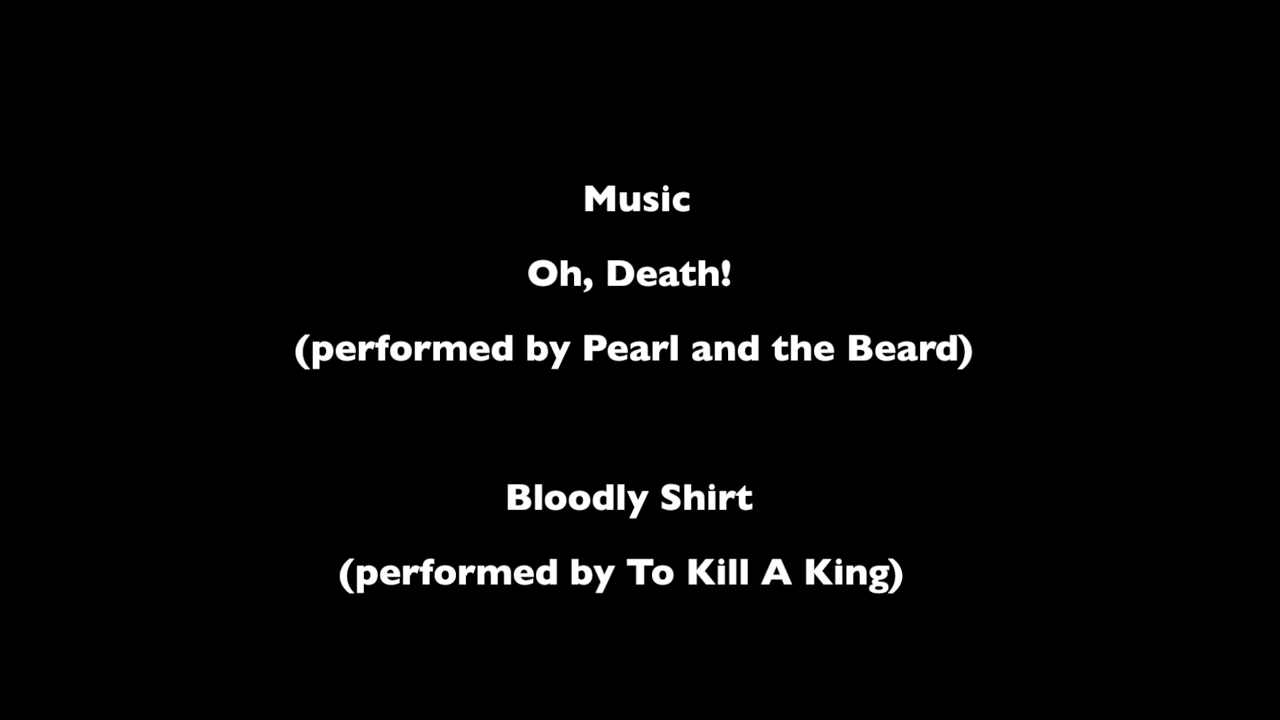 Music
Oh, Death!
(performed by Pearl and the Beard)
Bloodly Shirt
(performed by To Kill A King)